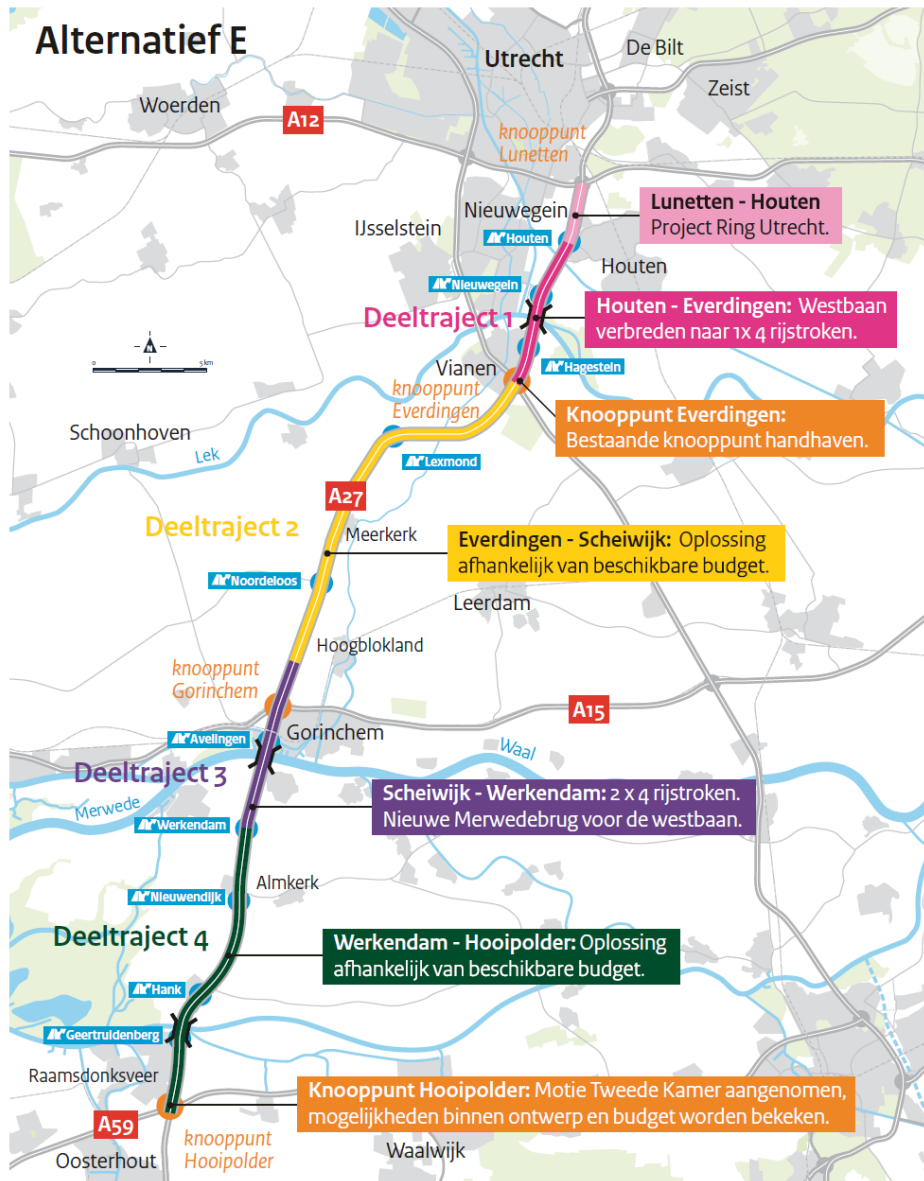 Alternatief E
Utrecht
De Bilt
Zeist
Woerden
A12
knooppunt
Lunetten
Lunetten - Houten
Project Ring Utrecht.
Nieuwegein
IJsselstein
Houten
Houten
Nieuwegein
Houten - Everdingen: Westbaan
verbreden naar 1x 4 rijstroken.
Deeltraject 1
N
0
5 km
Vianen
Hagestein
knooppunt
Everdingen
Knooppunt Everdingen:
Bestaande knooppunt handhaven.
Schoonhoven
Lek
Lexmond
A27
Deeltraject 2
Meerkerk
Everdingen - Scheiwijk: Oplossing
afhankelijk van beschikbare budget.
Noordeloos
Leerdam
Hoogblokland
knooppunt
Gorinchem
A15
Avelingen
Gorinchem
Waal
Deeltraject 3
Merwede
Scheiwijk - Werkendam: 2 x 4 rijstroken.
Nieuwe Merwedebrug voor de westbaan.
Werkendam
Almkerk
Nieuwendijk
Deeltraject 4
Werkendam - Hooipolder: Oplossing
afhankelijk van beschikbare budget.
Hank
Geertruidenberg
Raamsdonksveer
Knooppunt Hooipolder: Motie Tweede Kamer aangenomen,
mogelijkheden binnen ontwerp en budget worden bekeken.
A59
knooppunt
Hooipolder
Waalwijk
Oosterhout